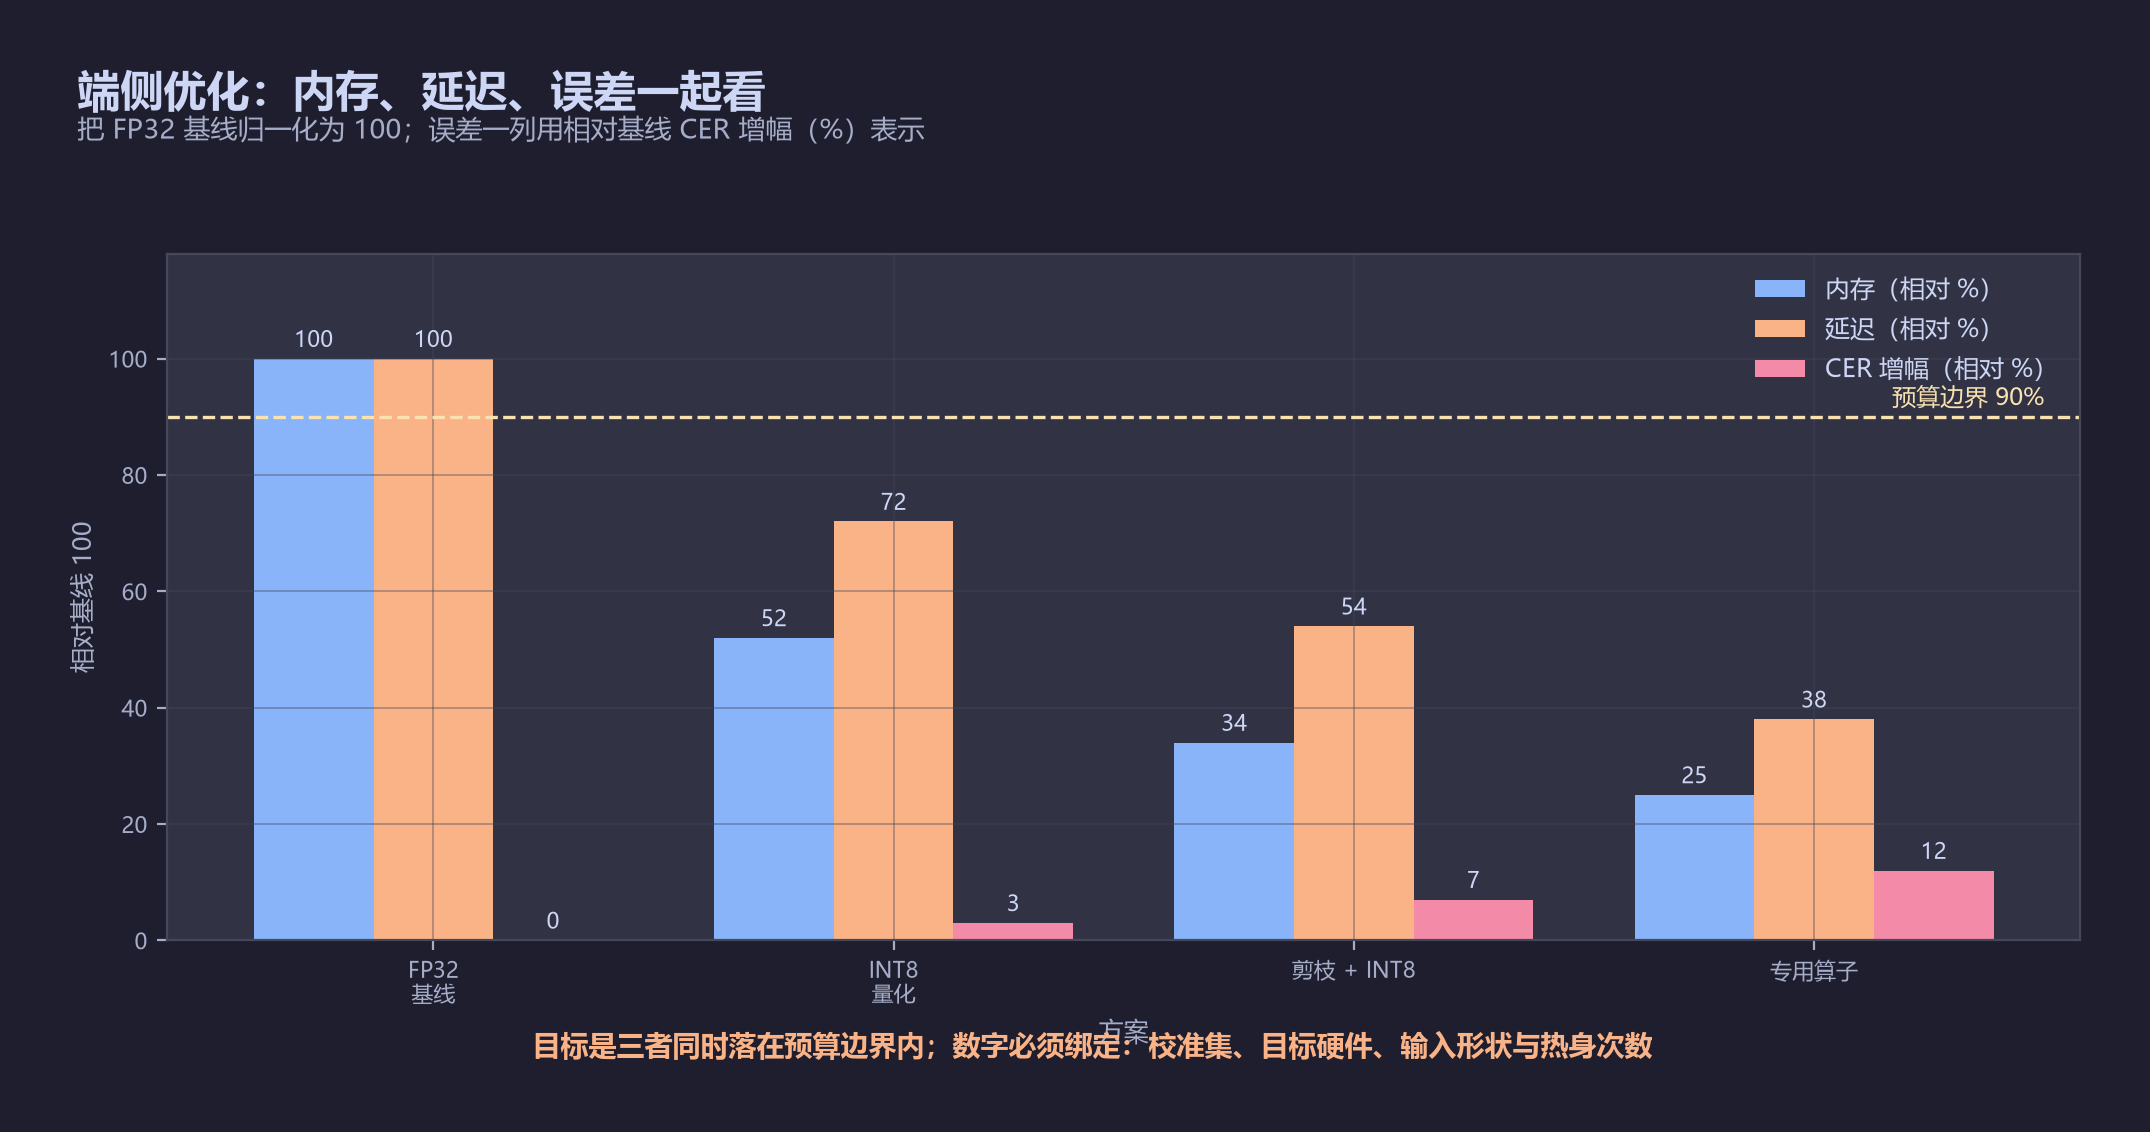 端侧优化：内存、延迟、误差一起看
把 FP32 基线归一化为 100；误差一列用相对基线 CER 增幅（%）表示
内存（相对 %）
延迟（相对 %）
CER 增幅（相对 %）
预算边界 90%
相对基线 100
100
80
60
40
20
0
100
100
0
52
72
3
34
54
7
25
38
12
FP32
基线
INT8
量化
剪枝 + INT8
专用算子
方案
目标是三者同时落在预算边界内；数字必须绑定：校准集、目标硬件、输入形状与热身次数